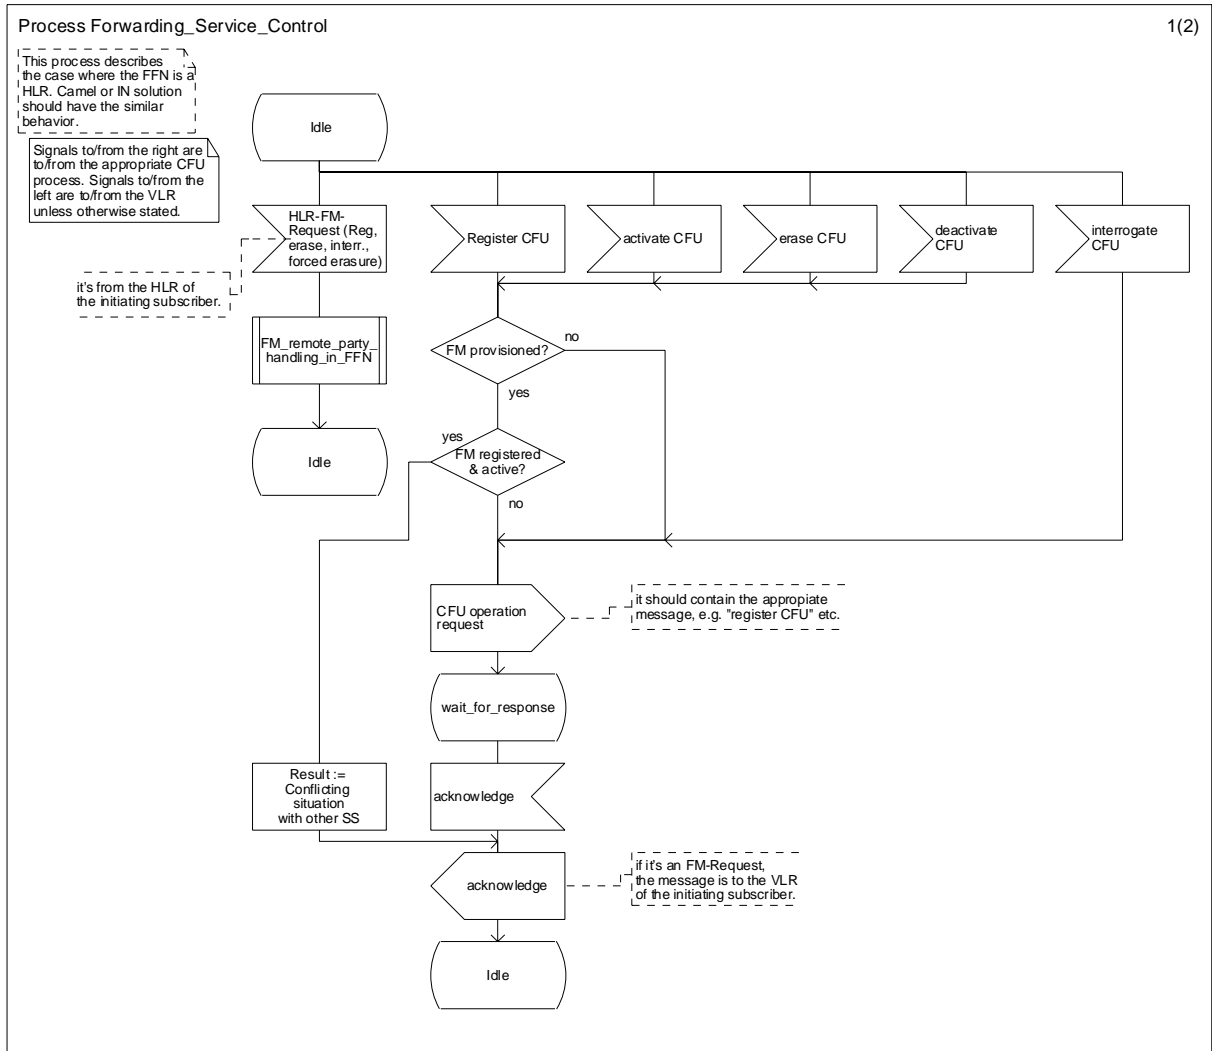 Process Forwarding_Service_Control
1(2)
This process describes
the case where the FFN is a
HLR. Camel or IN solution
should have the similar
behavior.
Signals to/from the right are
to/from the appropriate CFU
process. Signals to/from the
left are to/from the VLR
unless otherwise stated.
Idle
HLR-FM-
Request (Reg,
erase, interr.,
forced erasure)
Register CFU
activate CFU
erase CFU
deactivate
CFU
interrogate
CFU
it's from the HLR of
the initiating subscriber.
FM_remote_party_
handling_in_FFN
Idle
FM provisioned?
no
yes
yes
FM registered
& active?
no
CFU operation
request
it should contain the appropiate
message, e.g. "register CFU" etc.
wait_for_response
Result :=
Conflicting
situation
with other SS
acknowledge
acknowledge
if it's an FM-Request,
the message is to the VLR
of the initiating subscriber.
Idle